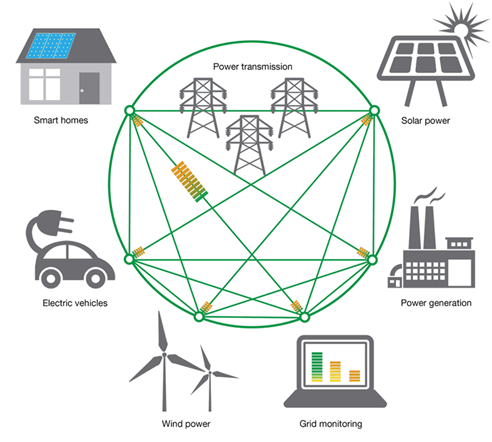 Power transmission
Smart homes
Solar power
Electric vehicles
Power generation
Wind power
Grid monitoring